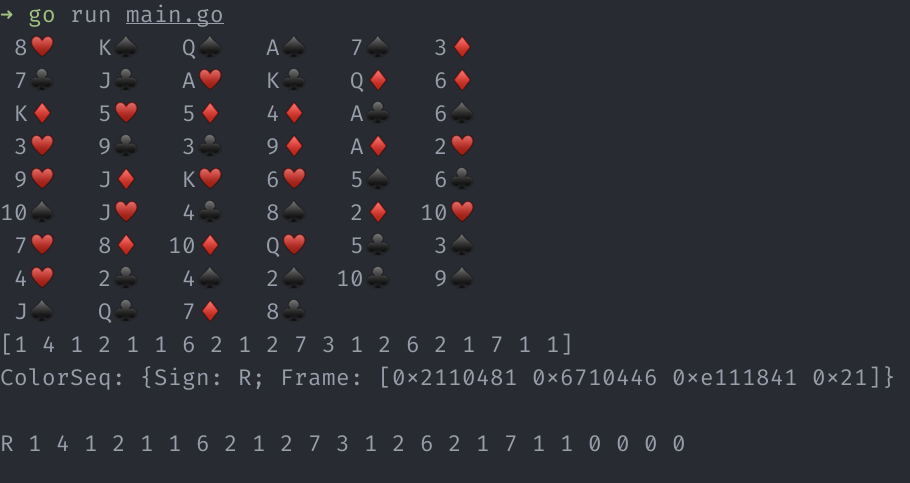 → go run main.go
8♥ K♠ Q♠ A♠ 7♠ 3♦
7♣ J♣ A♥ K♣ Q♦ 6♦
K♦ 5♥ 5♦ 4♦ A♣ 6♠
3♥ 9♣ 3♣ 9♦ A♦ 2♥
9♥ J♦ K♥ 6♥ 5♠ 6♣
10♠ J♥ 4♣ 8♠ 2♦ 10♥
7♥ 8♦ 10♦ Q♥ 5♣ 3♠
4♥ 2♣ 4♠ 2♠ 10♣ 9♠
J♠ Q♣ 7♦ 8♣
[1 4 1 2 1 1 6 2 1 2 7 3 1 2 6 2 1 7 1 1]
ColorSeq: {Sign: R; Frame: [0×2110481 0×6710446 0×e111841 0×21]}
R 1 4 1 2 1 1 6 2 1 2 7 3 1 2 6 2 1 7 1 1 0 0 0 0